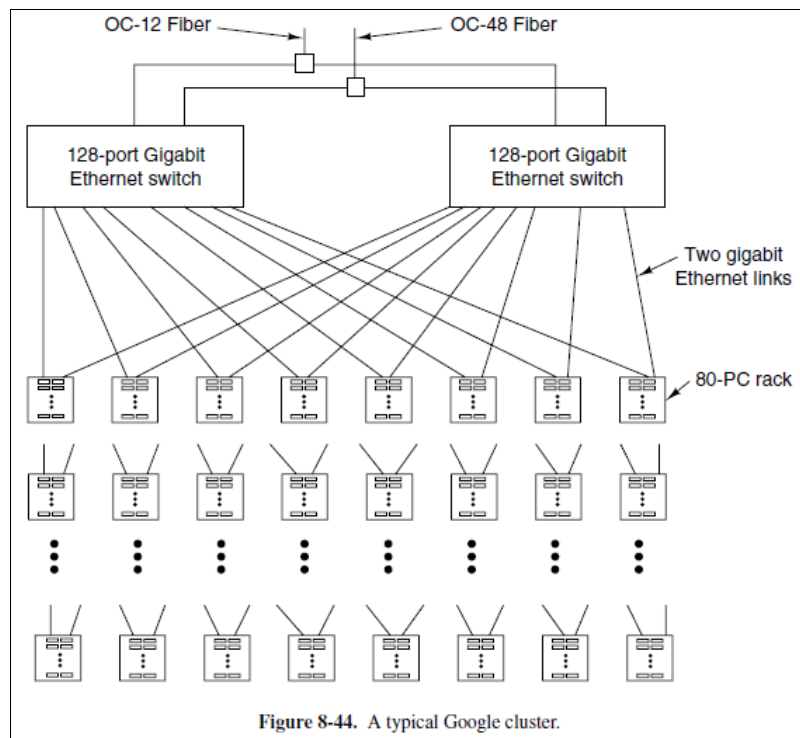 OC-12 Fiber
OC-48 Fiber
128-port Gigabit
Ethernet switch
128-port Gigabit
Ethernet switch
Two gigabit
Ethernet links
80-PC rack
Figure 8-44. A typical Google cluster.